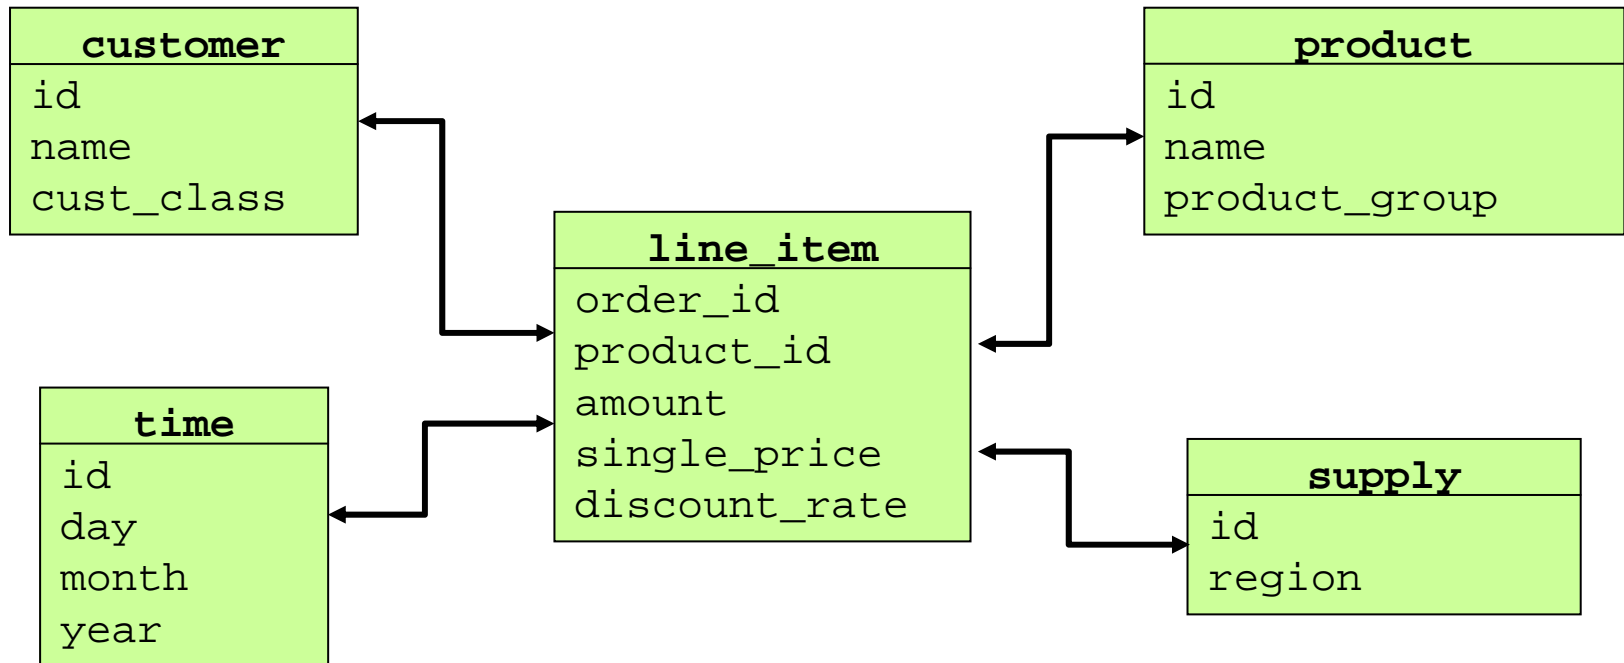 customer
id
name
cust_class
product
id
name
product_group
line_item
order_id
product_id
amount
single_price
discount_rate
time
id
day
month
year
supply
id
region